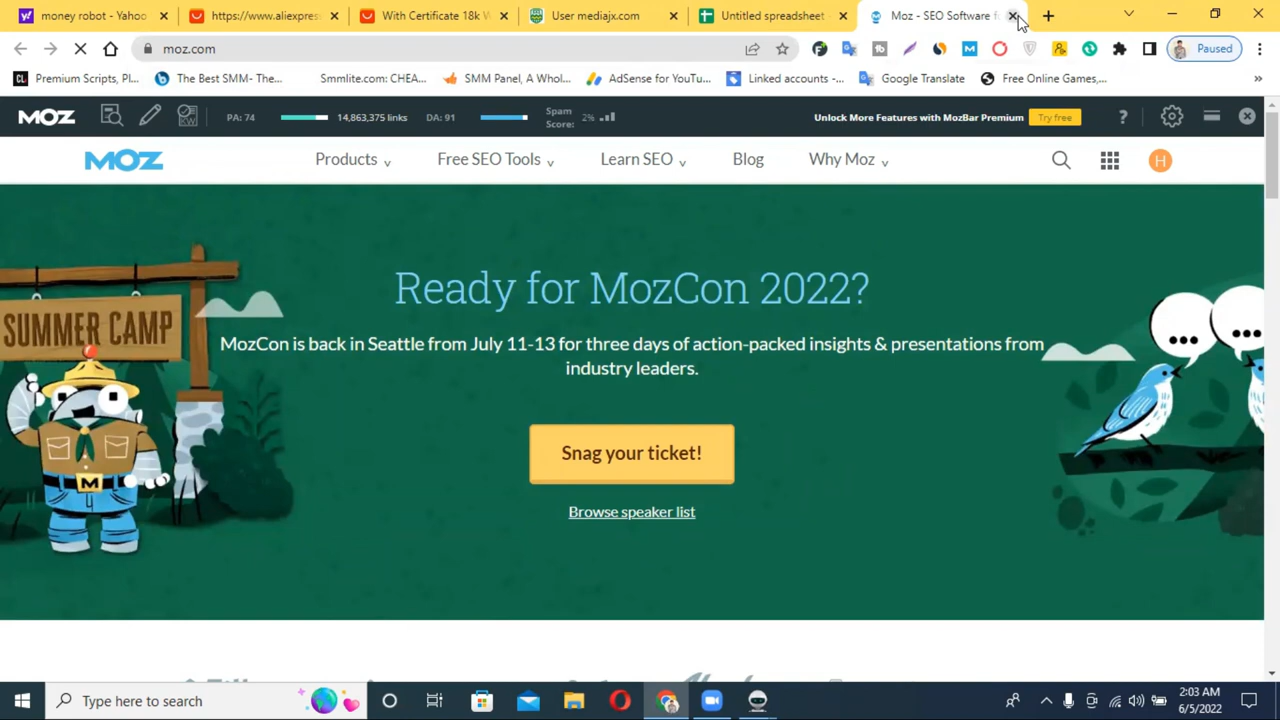 money robot - Yahoo
https://www.aliexpres
With Certificate 18k W
User mediajx.com
Untitled spreadsheet -
Moz - SEO Software fo
moz.com
Paused
Premium Scripts, Pl...
The Best SMM- The...
Smmlite.com: CHEA...
SMM Panel, A Whol...
AdSense for YouTu...
Linked accounts -...
Google Translate
Free Online Games,...
»
MOZ
PA: 74
14,863,375 links
DA: 91
Spam
Score:
2%
Unlock More Features with MozBar Premium
Try free
?
MOZ
Products
Free SEO Tools
Learn SEO
Blog
Why Moz
H
SUMMER CAMP
M
Ready for MozCon 2022?
MozCon is back in Seattle from July 11-13 for three days of action-packed insights & presentations from
industry leaders.
Snag your ticket!
Browse speaker list
Type here to search
2:03 AM
6/5/2022